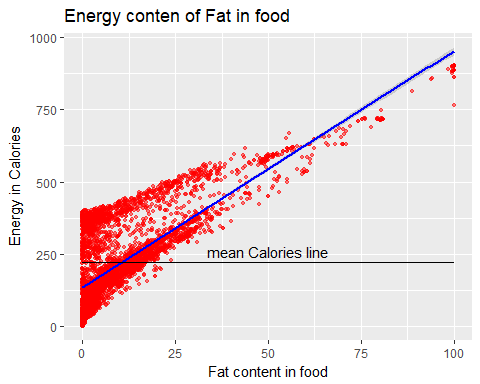 Energy conten of Fat in food
1000
750
500
250
0
Energy in Calories
mean Calories line
0
25
50
75
100
Fat content in food